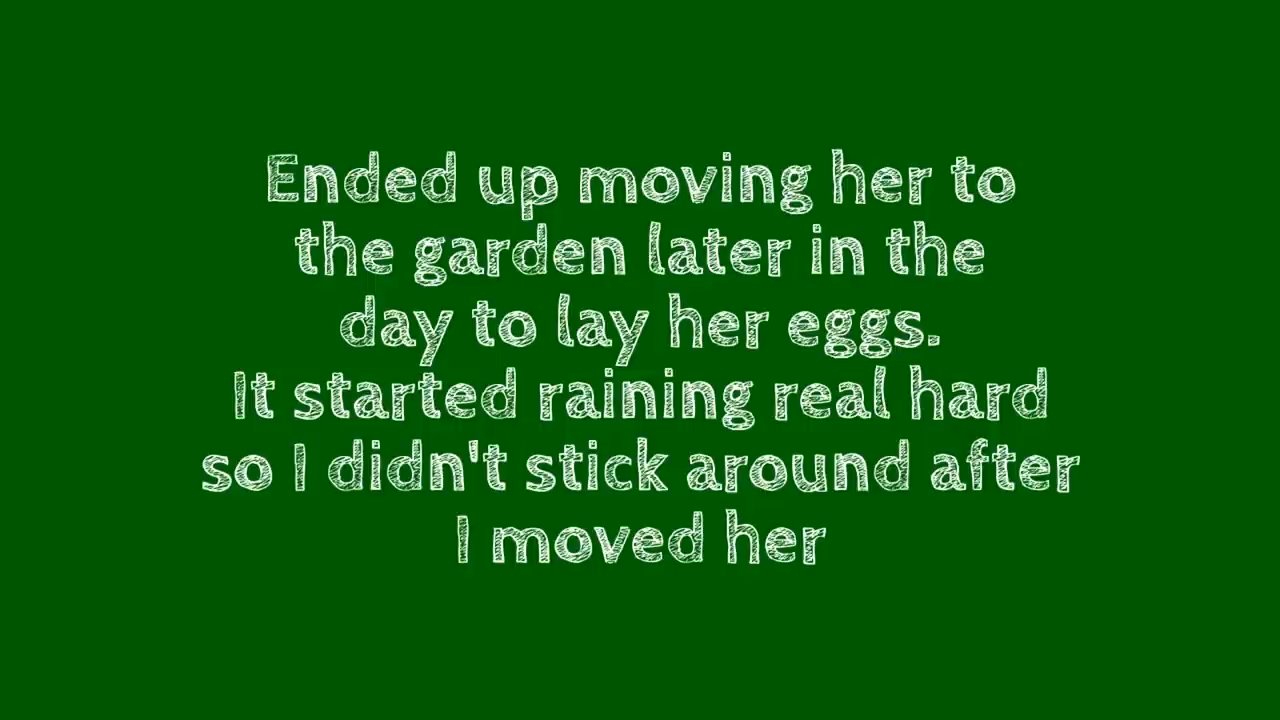 Ended up moving her to
the garden later in the
day to lay her eggs.
It started raining real hard
so I didn't stick around after
I moved her